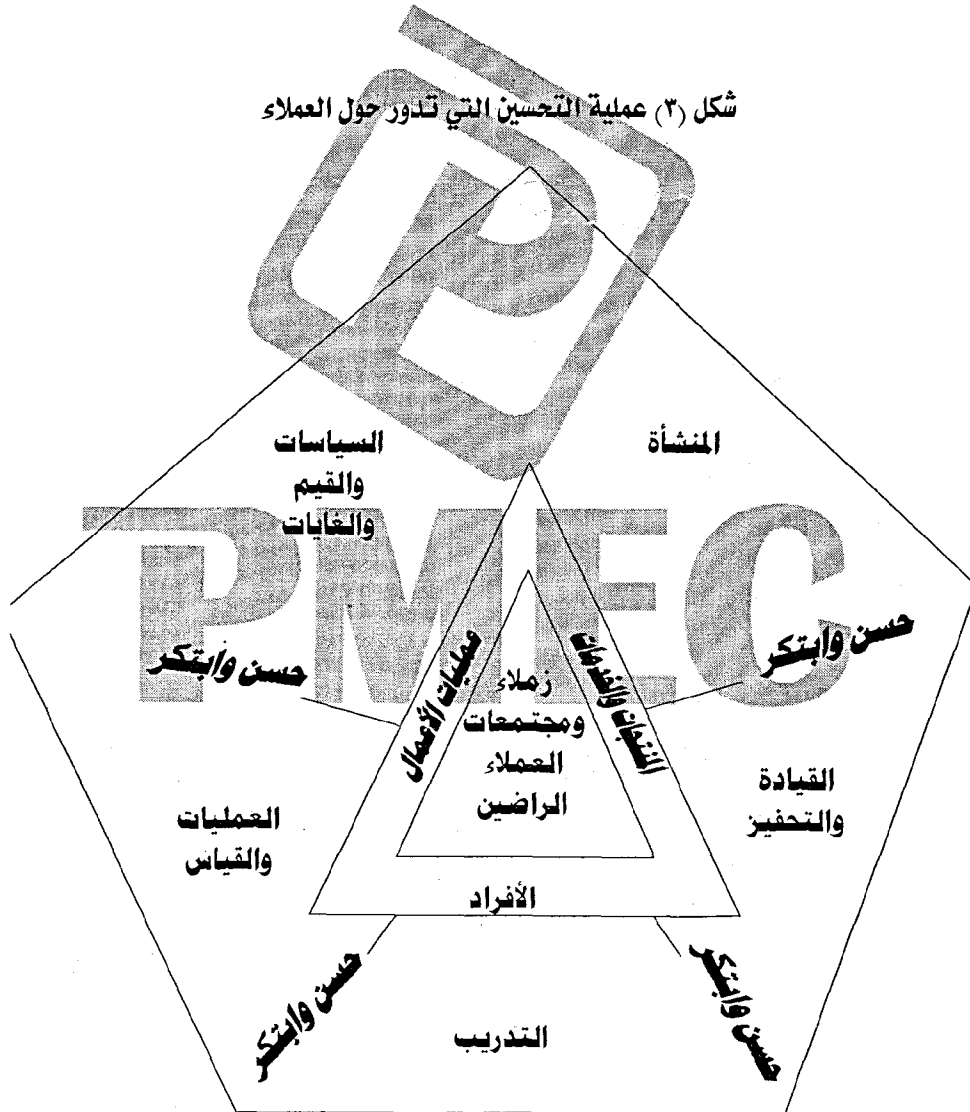 شكل (٣) عملية التحسين التي تدور حول العملاء
المنشأة
السياسات
والقيم
والغايات
PMEC
حسن وابتكر
حسن وابتكر
المنتجات والخدمات
عمليات الأعمال
زملاء
ومجتمعات
العملاء
الراضين
القيادة
والتحفيز
العمليات
والقياس
الأفراد
حسن وابتكر
حسن وابتكر
التدريب